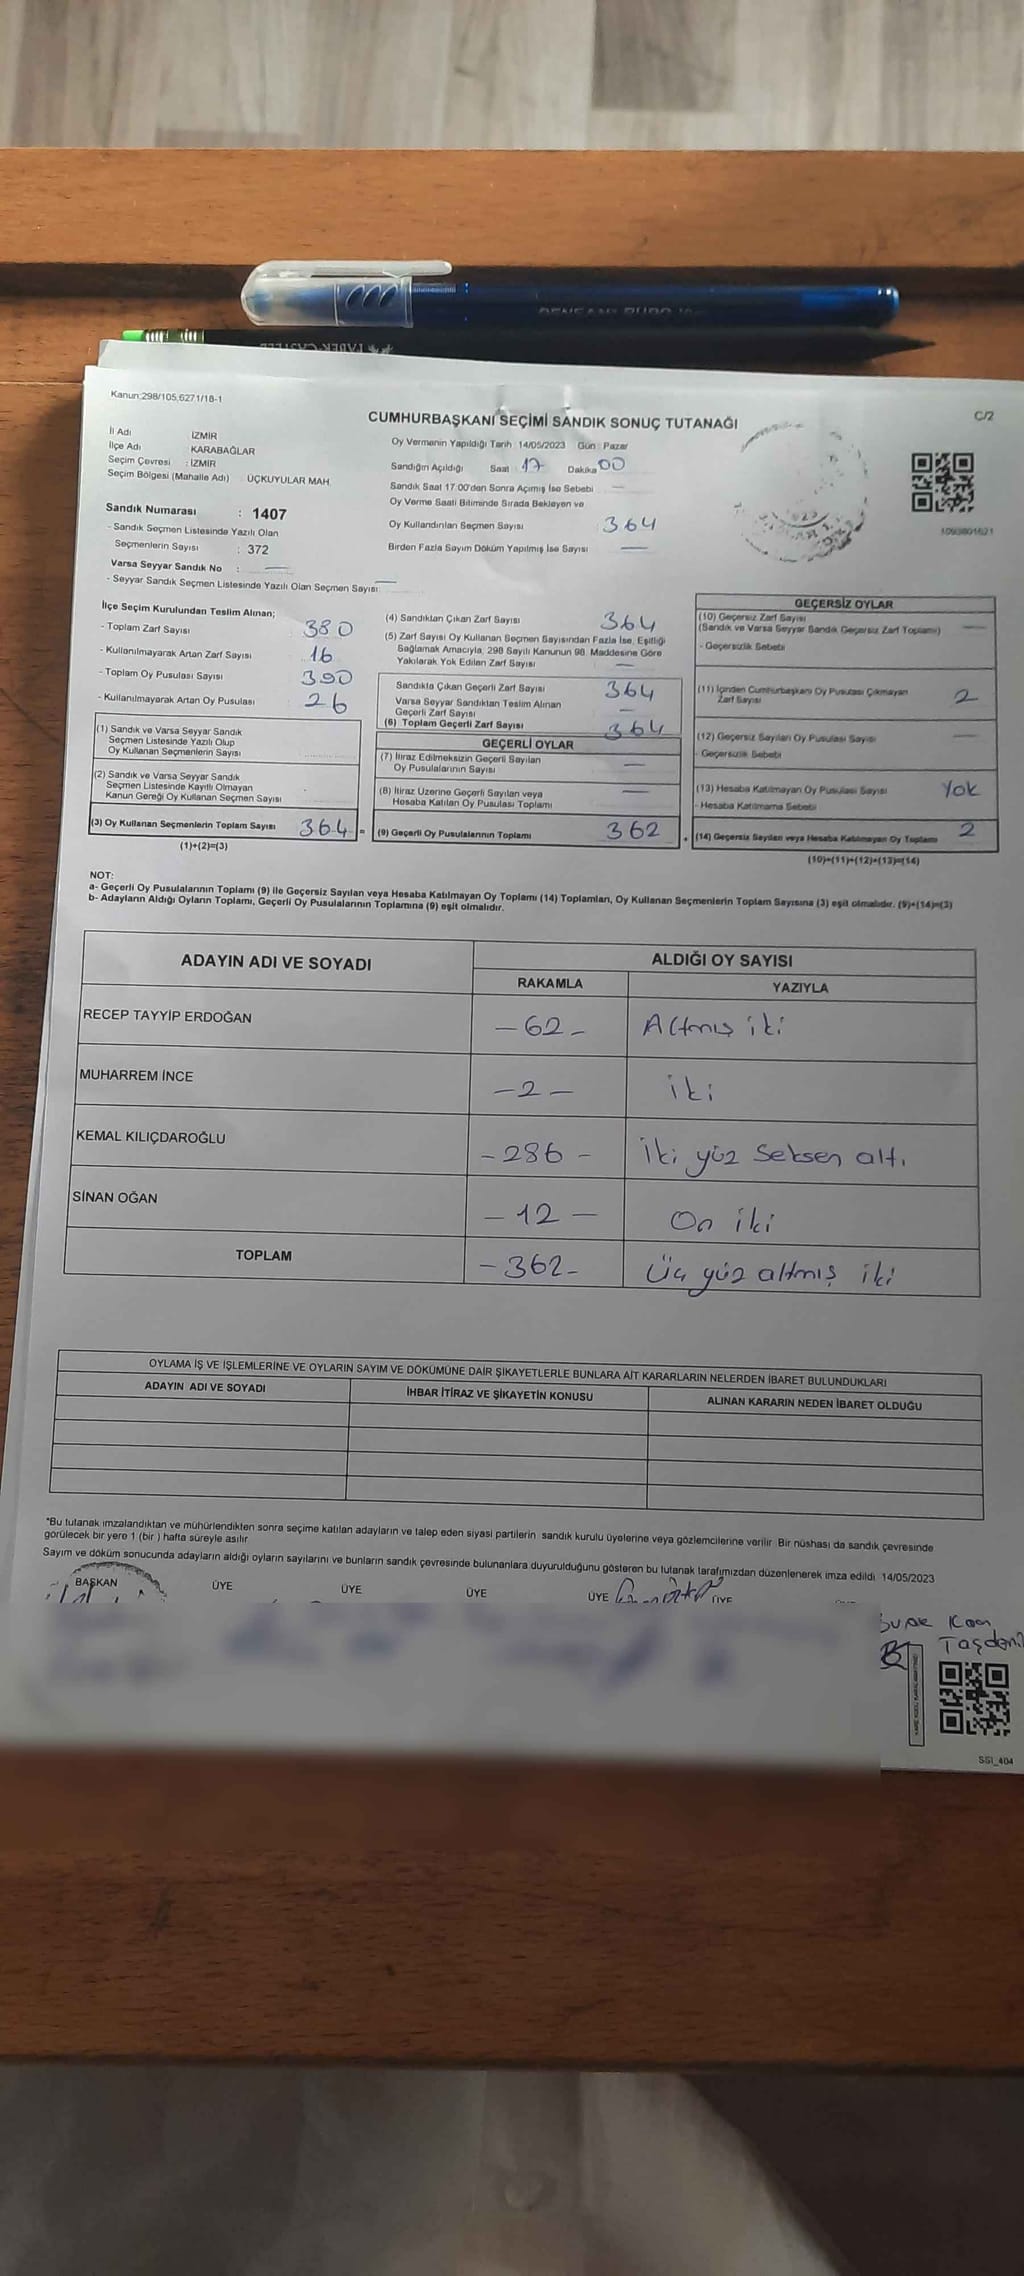 Kanun:298/105,6271/18-1
C/2
CUMHURBAŞKANI SEÇİMİ SANDIK SONUÇ TUTANAĞI
İl Adı İZMİR
İlçe Adı KARABAĞLAR
Seçim Çevresi : İZMİR
Seçim Bölgesi (Mahalle Adı) : ÜÇKUYULAR MAH.
Oy Vermenin Yapıldığı Tarih : 14/05/2023 Gün : Pazar
Sandığın Açıldığı Saat 17 Dakika 00
Sandık Saat 17:00'den Sonra Açımış İse Sebebi —
Oy Verme Saati Bitiminde Sırada Bekleyen ve
Oy Kullandırılan Seçmen Sayısı 364
Birden Fazla Sayım Döküm Yapılmış İse Sayısı —
1093801621
Sandık Numarası : 1407
- Sandık Seçmen Listesinde Yazılı Olan
Seçmenlerin Sayısı : 372
Varsa Seyyar Sandık No : —
- Seyyar Sandık Seçmen Listesinde Yazılı Olan Seçmen Sayısı: —
İlçe Seçim Kurulundan Teslim Alınan;
- Toplam Zarf Sayısı 380
- Kullanılmayarak Artan Zarf Sayısı 16
- Toplam Oy Pusulası Sayısı 390
- Kullanılmayarak Artan Oy Pusulası 26
(1) Sandık ve Varsa Seyyar Sandık
Seçmen Listesinde Yazılı Olup
Oy Kullanan Seçmenlerin Sayısı
(2) Sandık ve Varsa Seyyar Sandık
Seçmen Listesinde Kayıtlı Olmayan
Kanun Gereği Oy Kullanan Seçmen Sayısı
(3) Oy Kullanan Seçmenlerin Toplam Sayısı 364 =
(1)+(2)=(3)
(4) Sandıktan Çıkan Zarf Sayısı 364
(5) Zarf Sayısı Oy Kullanan Seçmen Sayısından Fazla İse, Eşitliği
Sağlamak Amacıyla, 298 Sayılı Kanunun 98. Maddesine Göre
Yakılarak Yok Edilen Zarf Sayısı —
Sandıkta Çıkan Geçerli Zarf Sayısı 364
Varsa Seyyar Sandıktan Teslim Alınan
Geçerli Zarf Sayısı —
(6) Toplam Geçerli Zarf Sayısı 364
GEÇERLİ OYLAR
(7) İtiraz Edilmeksizin Geçerli Sayılan
Oy Pusulalarının Sayısı —
(8) İtiraz Üzerine Geçerli Sayılan veya
Hesaba Katılan Oy Pusulası Toplamı —
(9) Geçerli Oy Pusulalarının Toplamı 362
GEÇERSİZ OYLAR
(10) Geçersiz Zarf Sayısı
(Sandık ve Varsa Seyyar Sandık Geçersiz Zarf Toplamı) —
- Geçersizlik Sebebi
(11) İçinden Cumhurbaşkanı Oy Pusulası Çıkmayan
Zarf Sayısı 2
(12) Geçersiz Sayılan Oy Pusulası Sayısı —
- Geçersizlik Sebebi
(13) Hesaba Katılmayan Oy Pusulası Sayısı Yok
- Hesaba Katılmama Sebebi
(14) Geçersiz Sayılan veya Hesaba Katılmayan Oy Toplamı 2
(10)+(11)+(12)+(13)=(14)
NOT:
a- Geçerli Oy Pusulalarının Toplamı (9) ile Geçersiz Sayılan veya Hesaba Katılmayan Oy Toplamı (14) Toplamları, Oy Kullanan Seçmenlerin Toplam Sayısına (3) eşit olmalıdır. (9)+(14)=(3)
b- Adayların Aldığı Oyların Toplamı, Geçerli Oy Pusulalarının Toplamına (9) eşit olmalıdır.
ADAYIN ADI VE SOYADI ALDIĞI OY SAYISI
RAKAMLA YAZIYLA
RECEP TAYYİP ERDOĞAN -62- Altmış iki
MUHARREM İNCE -2- iki
KEMAL KILIÇDAROĞLU -286- İki yüz Seksen altı
SİNAN OĞAN -12- On iki
TOPLAM -362- Üç yüz altmış iki
OYLAMA İŞ VE İŞLEMLERİNE VE OYLARIN SAYIM VE DÖKÜMÜNE DAİR ŞİKAYETLERLE BUNLARA AİT KARARLARIN NELERDEN İBARET BULUNDUKLARI
ADAYIN ADI VE SOYADI İHBAR İTİRAZ VE ŞİKAYETİN KONUSU ALINAN KARARIN NEDEN İBARET OLDUĞU
*Bu tutanak imzalandıktan ve mühürlendikten sonra seçime katılan adayların ve talep eden siyasi partilerin sandık kurulu üyelerine veya gözlemcilerine verilir. Bir nüshası da sandık çevresinde
görülecek bir yere 1 (bir ) hafta süreyle asılır
Sayım ve döküm sonucunda adayların aldığı oyların sayılarını ve bunların sandık çevresinde bulunanlara duyurulduğunu gösteren bu tutanak tarafımızdan düzenlenerek imza edildi. 14/05/2023
BAŞKAN ÜYE ÜYE ÜYE ÜYE ÜYE
SSI_404